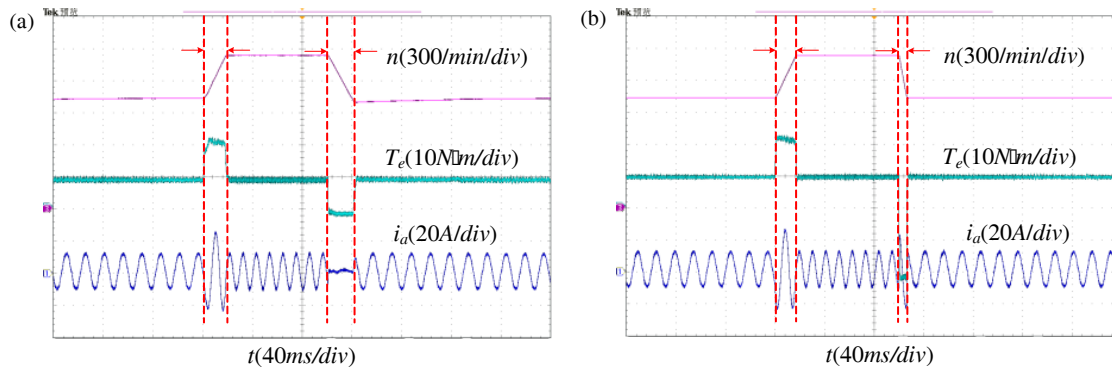 (a)
Tek 预览
n(300/min/div)
Te(10N□m/div)
ia(20A/div)
t(40ms/div)
(b)
Tek 预览
n(300/min/div)
Te(10N□m/div)
ia(20A/div)
t(40ms/div)